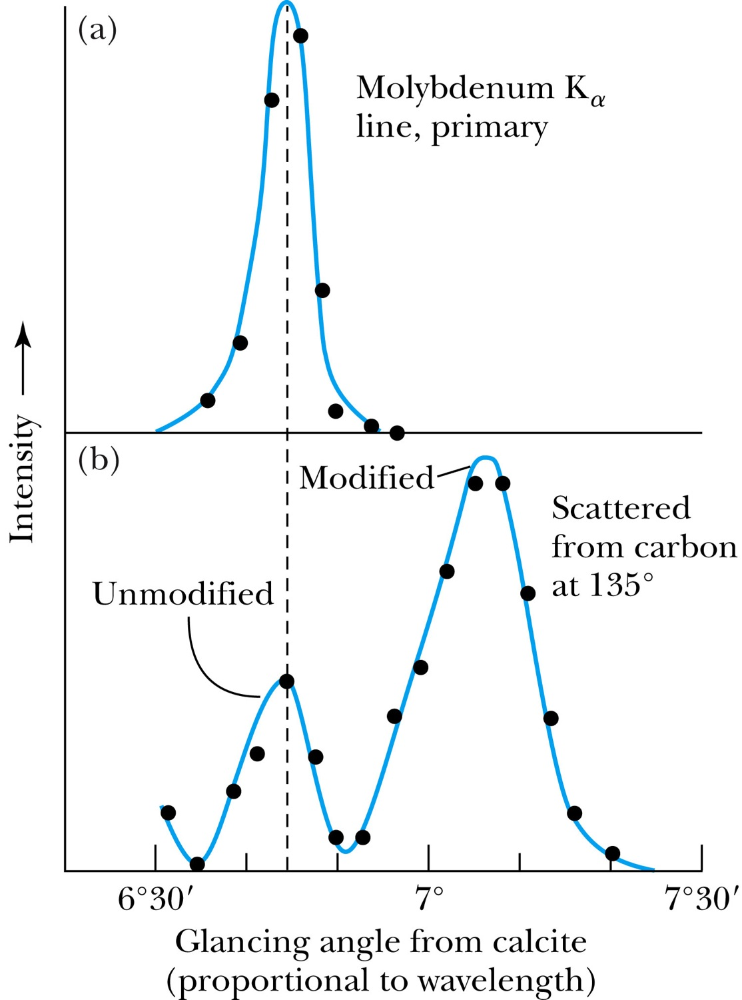 (a)
Molybdenum Kα
line, primary
Intensity
(b)
Modified
Scattered
from carbon
at 135°
Unmodified
6°30′
7°
7°30′
Glancing angle from calcite
(proportional to wavelength)